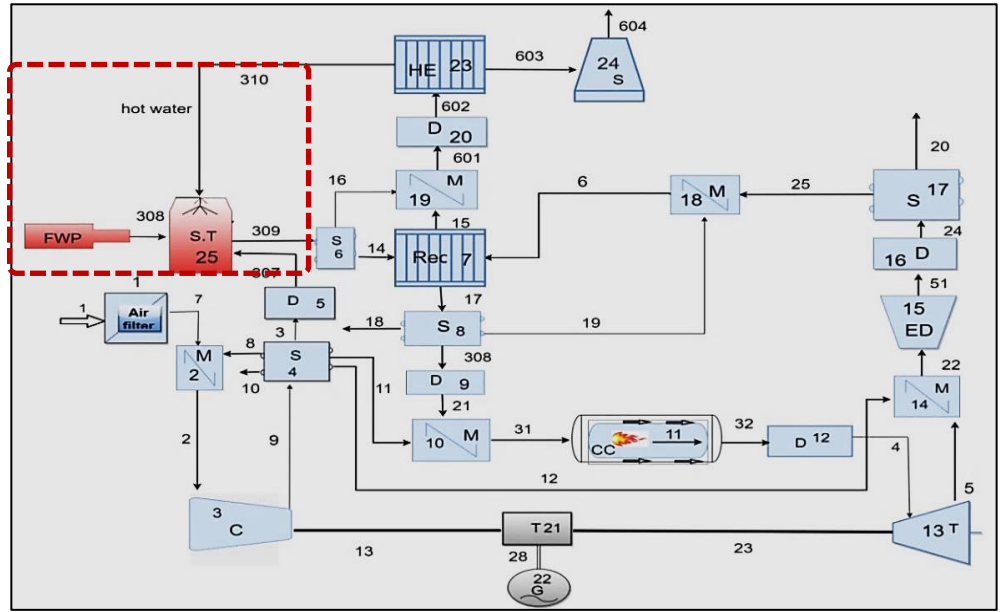 604
603
HE 23
24
S
310
602
hot water
D 20
20
601
16
M
19
6
M
18
25
S 17
308
FWP
S.T
25
309
S
6
14
15
Rec 7
24
16 D
307
1
D 5
17
51
7
1
Air
filter
3
18
S 8
19
15
ED
8
S
4
308
22
M
2
10
11
D 9
M
14
21
2
9
10 M
31
CC
11
32
D 12
4
12
5
3
C
T 21
13 T
13
28
23
22
G